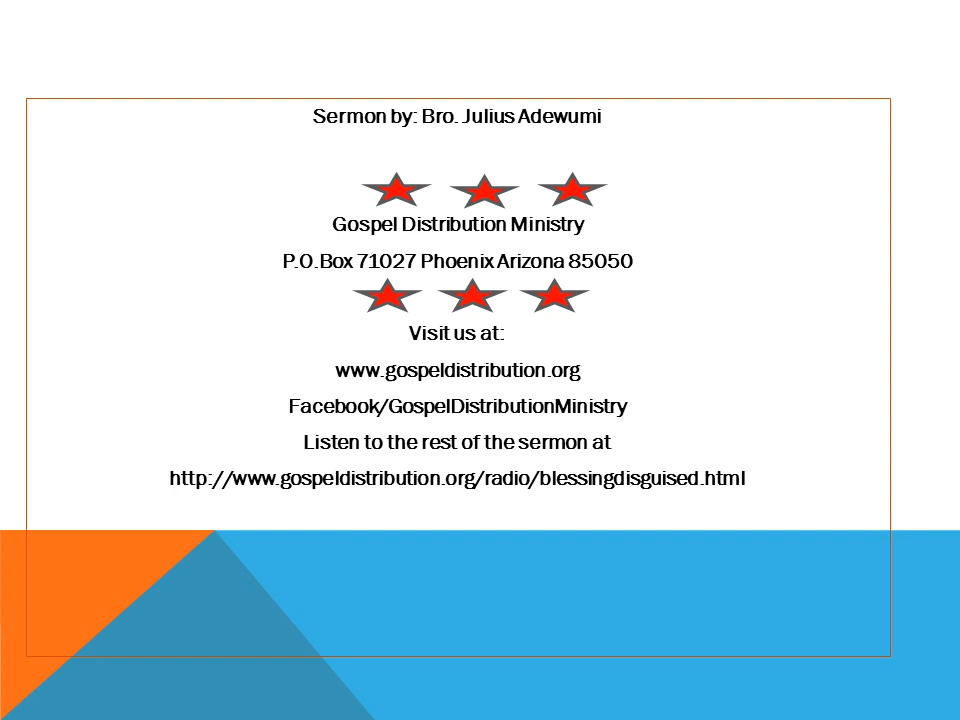 Sermon by: Bro. Julius Adewumi
Gospel Distribution Ministry
P.O.Box 71027 Phoenix Arizona 85050
Visit us at:
www.gospeldistribution.org
Facebook/GospelDistributionMinistry
Listen to the rest of the sermon at
http://www.gospeldistribution.org/radio/blessingdisguised.html